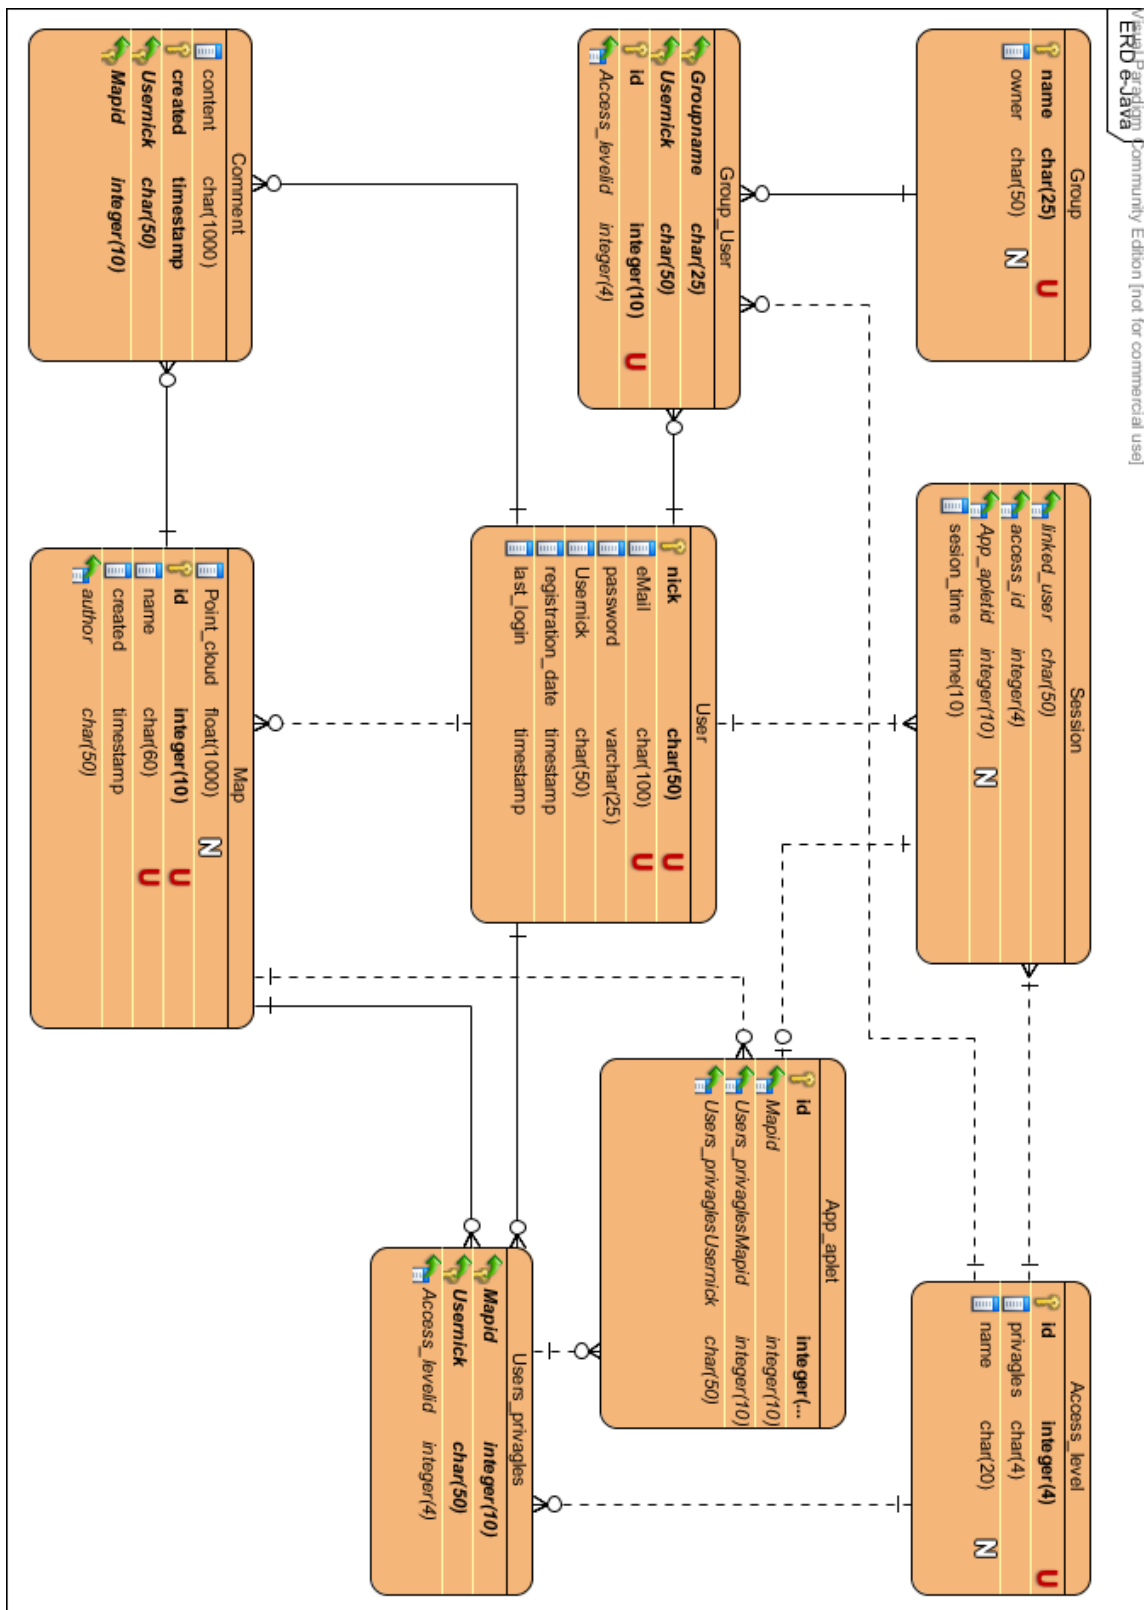 Visual Paradigm Community Edition [not for commercial use]
ERD e-Java
Group
name char(25) U
owner char(50) N
Session
linked_user char(50)
access_id integer(4)
App_apletid integer(10) N
sesion_time time(10)
Access_level
id integer(4) U
privagles char(4)
name char(20) N
Group_User
Groupname char(25)
Usernick char(50)
id integer(10) U
Access_levelid integer(4)
User
nick char(50) U
eMail char(100) U
password varchar(25)
Usernick char(50)
registration_date timestamp
last_login timestamp
App_aplet
id integer(...
Mapid integer(10)
Users_privaglesMapid integer(10)
Users_privaglesUsernick char(50)
Users_privagles
Mapid integer(10)
Usernick char(50)
Access_levelid integer(4)
Comment
content char(1000)
created timestamp
Usernick char(50)
Mapid integer(10)
Map
Point_cloud float(1000) N
id integer(10) U
name char(60) U
created timestamp
author char(50)